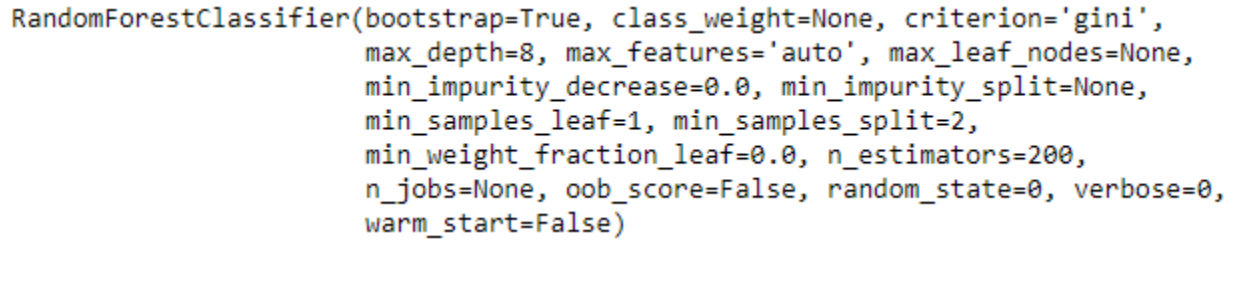 RandomForestClassifier(bootstrap=True, class_weight=None, criterion='gini',
max_depth=8, max_features='auto', max_leaf_nodes=None,
min_impurity_decrease=0.0, min_impurity_split=None,
min_samples_leaf=1, min_samples_split=2,
min_weight_fraction_leaf=0.0, n_estimators=200,
n_jobs=None, oob_score=False, random_state=0, verbose=0,
warm_start=False)